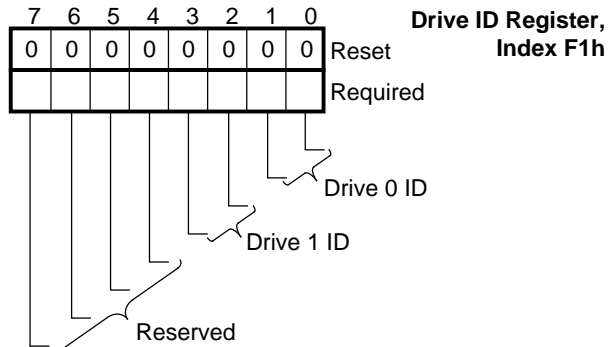 7 6 5 4 3 2 1 0
Drive ID Register,
Index F1h
0 0 0 0 0 0 0 0 Reset
Required
Drive 0 ID
Drive 1 ID
Reserved